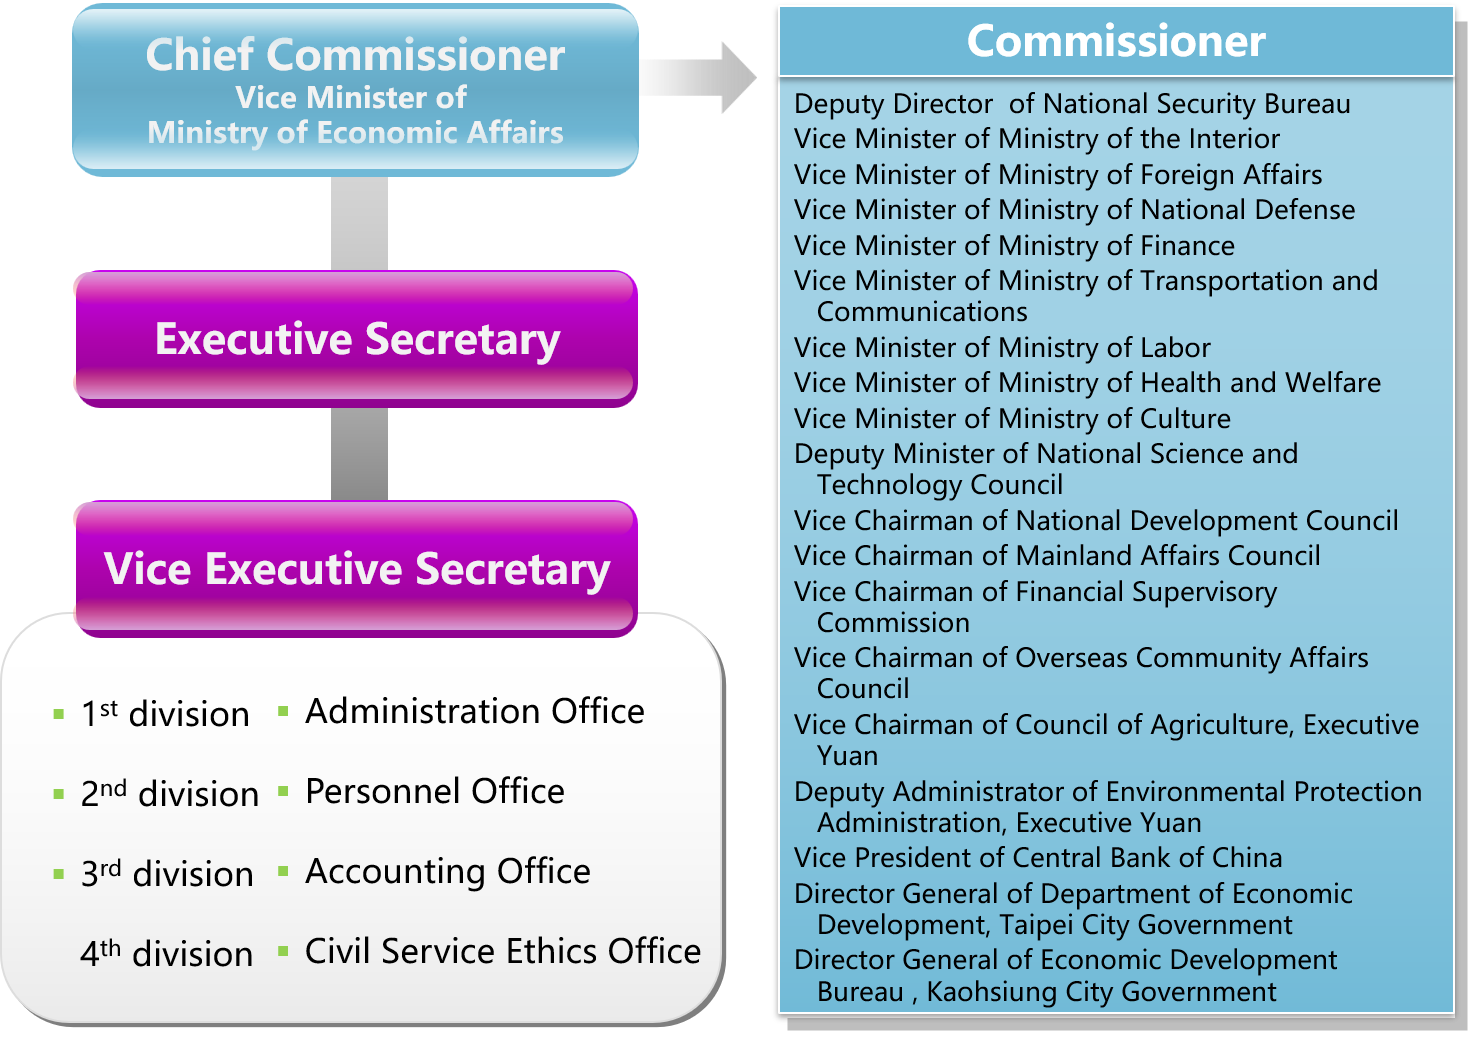 Chief Commissioner
Vice Minister of
Ministry of Economic Affairs
Executive Secretary
Vice Executive Secretary
1st division
2nd division
3rd division
4th division
Administration Office
Personnel Office
Accounting Office
Civil Service Ethics Office
Commissioner
Deputy Director of National Security Bureau
Vice Minister of Ministry of the Interior
Vice Minister of Ministry of Foreign Affairs
Vice Minister of Ministry of National Defense
Vice Minister of Ministry of Finance
Vice Minister of Ministry of Transportation and
Communications
Vice Minister of Ministry of Labor
Vice Minister of Ministry of Health and Welfare
Vice Minister of Ministry of Culture
Deputy Minister of National Science and
Technology Council
Vice Chairman of National Development Council
Vice Chairman of Mainland Affairs Council
Vice Chairman of Financial Supervisory
Commission
Vice Chairman of Overseas Community Affairs
Council
Vice Chairman of Council of Agriculture, Executive
Yuan
Deputy Administrator of Environmental Protection
Administration, Executive Yuan
Vice President of Central Bank of China
Director General of Department of Economic
Development, Taipei City Government
Director General of Economic Development
Bureau , Kaohsiung City Government